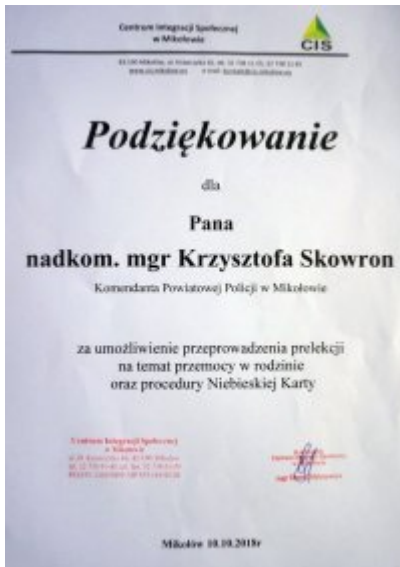 Centrum Integracji Społecznej
w Mikołowie
CIS
Podziękowanie
dla
Pana
nadkom. mgr Krzysztofa Skowron
Komendanta Powiatowej Policji w Mikołowie
za umożliwienie przeprowadzenia prelekcji
na temat przemocy w rodzinie
oraz procedury Niebieskiej Karty
Centrum Integracji Społecznej
w Mikołowie
mgr
Mikołów 10.10.2018r